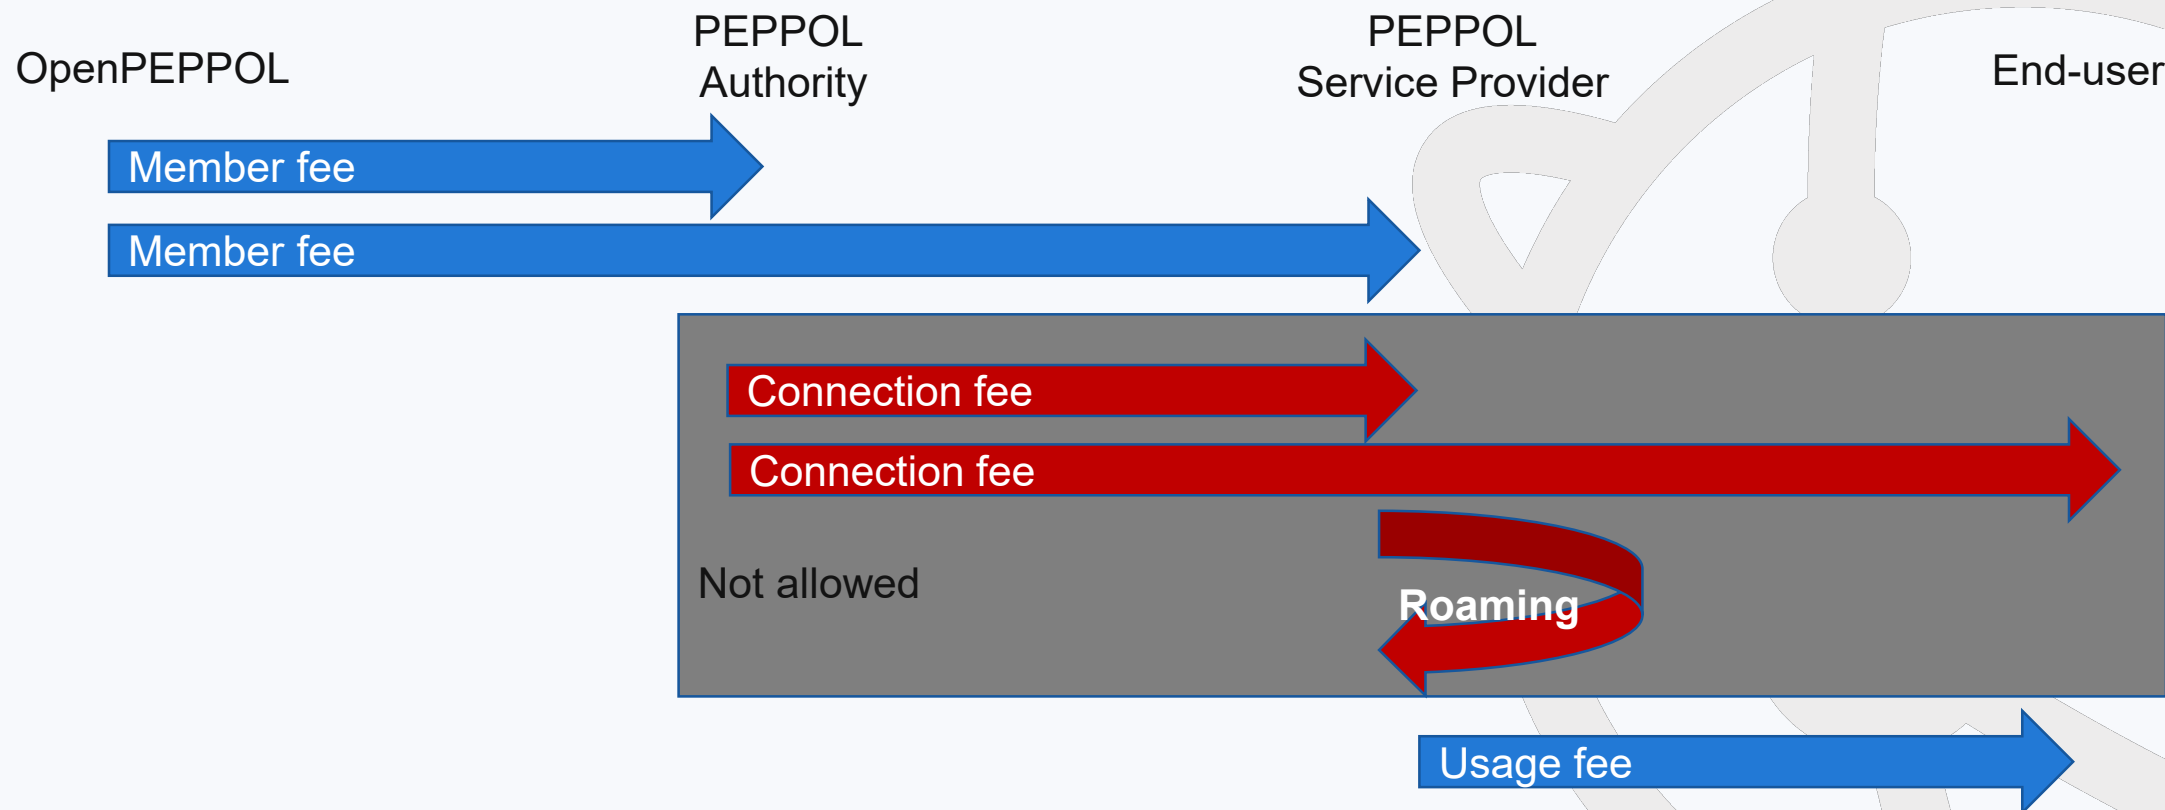 OpenPEPPOL
PEPPOL
Authority
PEPPOL
Service Provider
End-user
Member fee
Member fee
Connection fee
Connection fee
Not allowed
Roaming
Usage fee